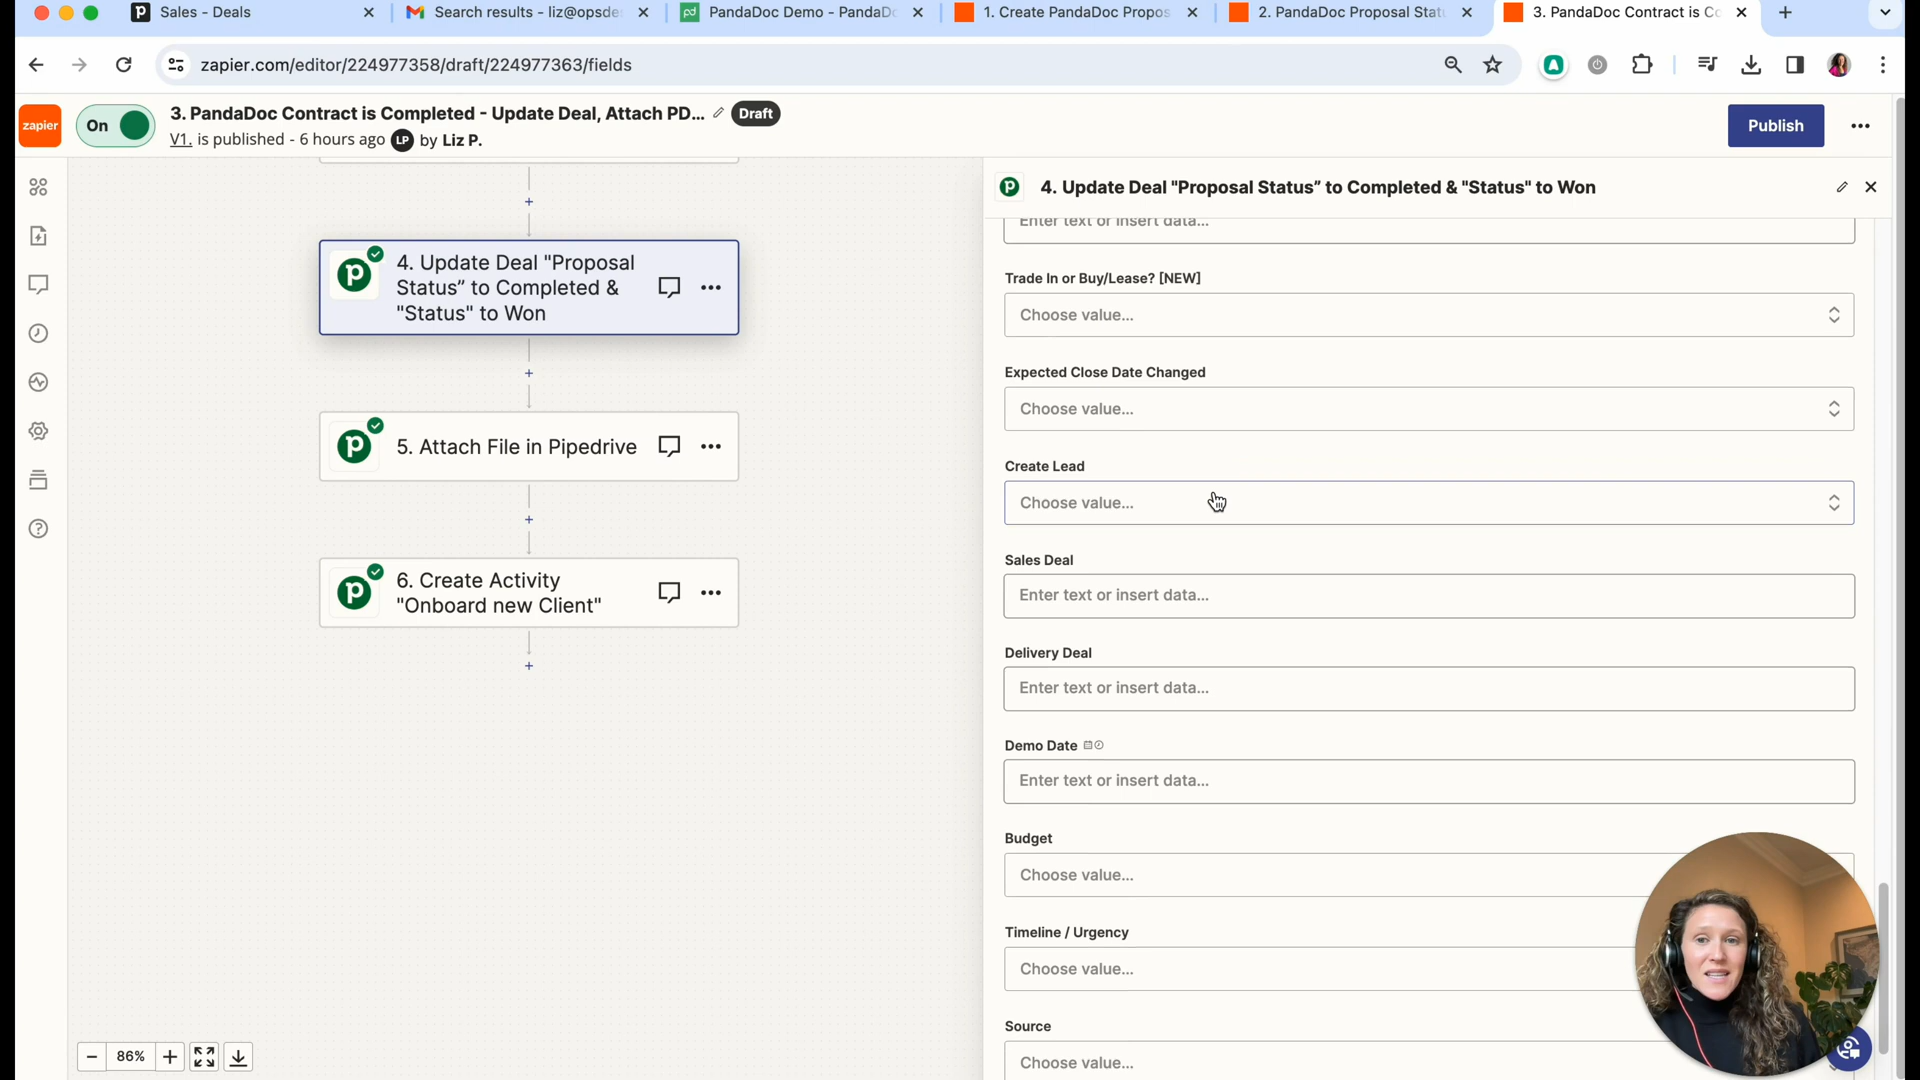 Sales - Deals
Search results - liz@opsde
PandaDoc Demo - PandaDo
1. Create PandaDoc Propos
2. PandaDoc Proposal Statu
3. PandaDoc Contract is Co
zapier.com/editor/224977358/draft/224977363/fields
zapier
On
3. PandaDoc Contract is Completed - Update Deal, Attach PD...
Draft
V1. is published - 6 hours ago LP by Liz P.
Publish
4. Update Deal "Proposal
Status” to Completed &
"Status" to Won
5. Attach File in Pipedrive
6. Create Activity
"Onboard new Client"
86%
4. Update Deal "Proposal Status” to Completed & "Status" to Won
Enter text or insert data...
Trade In or Buy/Lease? [NEW]
Choose value...
Expected Close Date Changed
Choose value...
Create Lead
Choose value...
Sales Deal
Enter text or insert data...
Delivery Deal
Enter text or insert data...
Demo Date
Enter text or insert data...
Budget
Choose value...
Timeline / Urgency
Choose value...
Source
Choose value...